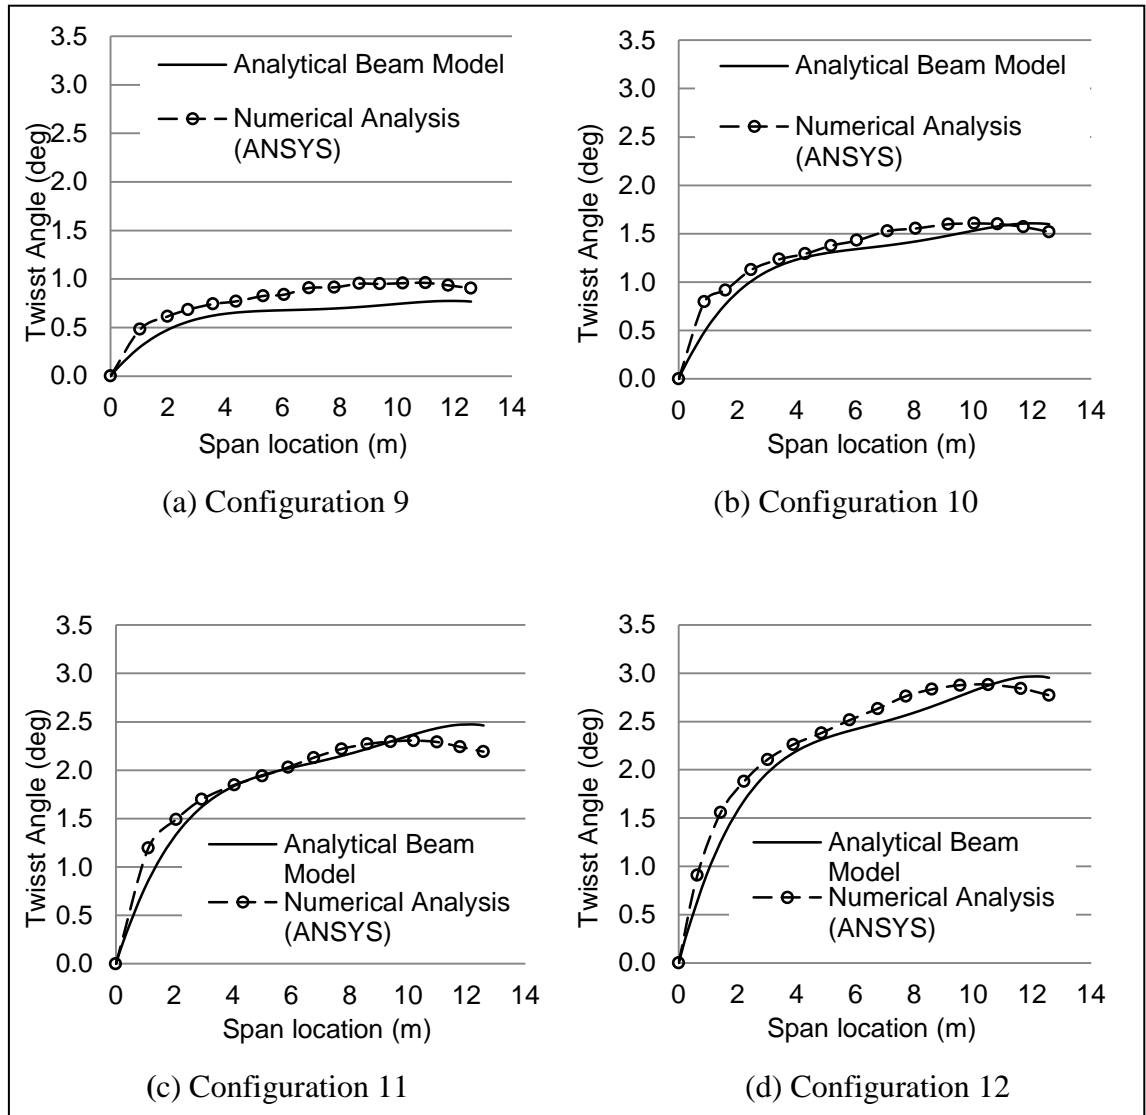 3.5
3.0
2.5
2.0
1.5
1.0
0.5
0.0
Twisst Angle (deg)
Analytical Beam Model
Numerical Analysis
(ANSYS)
0 2 4 6 8 10 12 14
Span location (m)
(a) Configuration 9
3.5
3.0
2.5
2.0
1.5
1.0
0.5
0.0
Twisst Angle (deg)
Analytical Beam Model
Numerical Analysis
(ANSYS)
0 2 4 6 8 10 12 14
Span location (m)
(b) Configuration 10
3.5
3.0
2.5
2.0
1.5
1.0
0.5
0.0
Twisst Angle (deg)
Analytical Beam
Model
Numerical Analysis
(ANSYS)
0 2 4 6 8 10 12 14
Span location (m)
(c) Configuration 11
3.5
3.0
2.5
2.0
1.5
1.0
0.5
0.0
Twisst Angle (deg)
Analytical Beam
Model
Numerical Analysis
(ANSYS)
0 2 4 6 8 10 12 14
Span location (m)
(d) Configuration 12